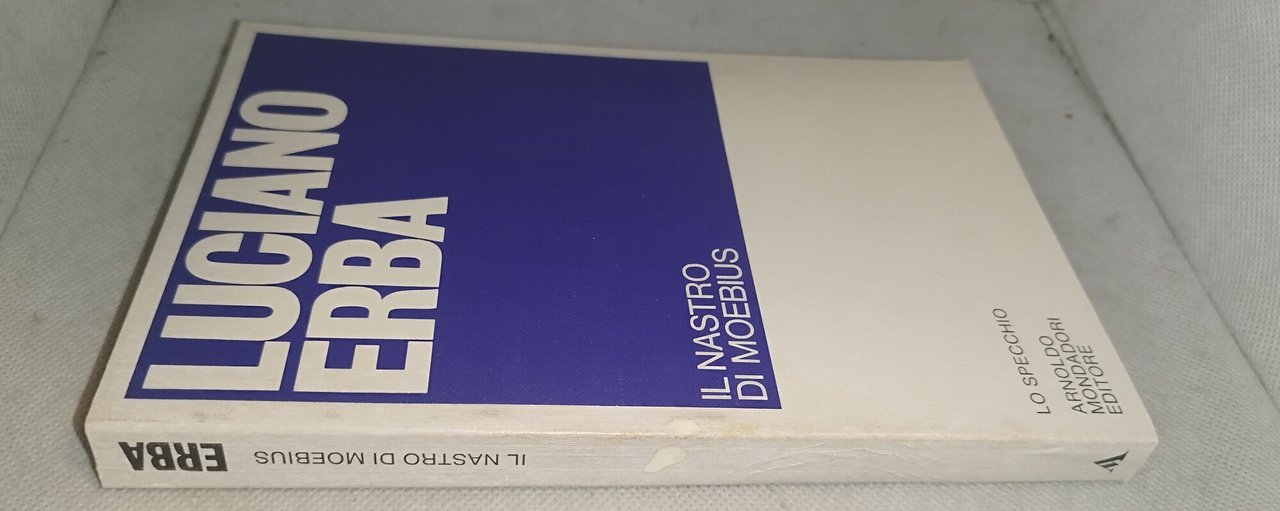 LUCIANO
ERBA
IL NASTRO
DI MOEBIUS
LO SPECCHIO
ARNOLDO
MONDADORI
EDITORE
ERBA IL NASTRO DI MOEBIUS